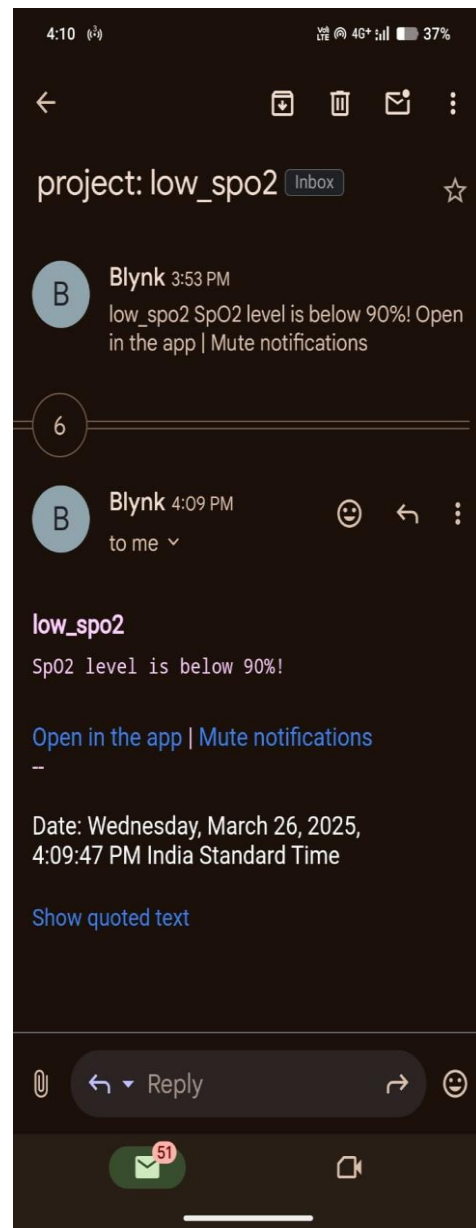 4:10
Vo) LTE 4G+ 37%
project: low_spo2 Inbox
B
Blynk 3:53 PM
low_spo2 SpO2 level is below 90%! Open
in the app | Mute notifications
6
B
Blynk 4:09 PM
to me
low_spo2
SpO2 level is below 90%!
Open in the app | Mute notifications
--
Date: Wednesday, March 26, 2025,
4:09:47 PM India Standard Time
Show quoted text
Reply
51